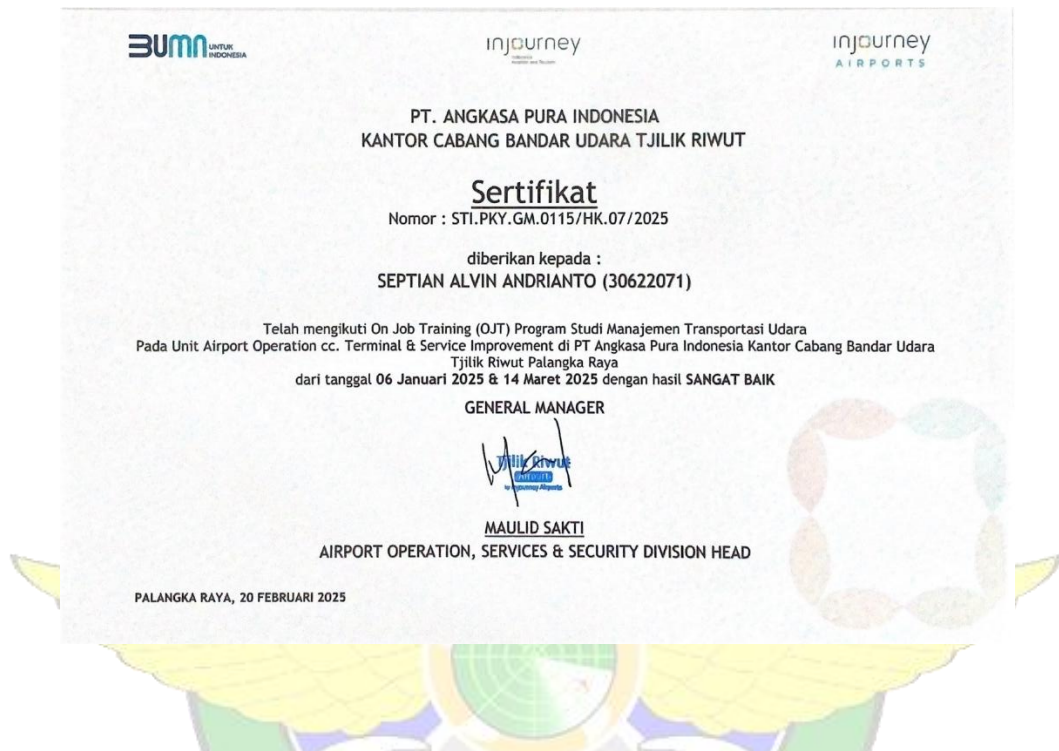 BUMN UNTUK INDONESIA
injourney
injourney
AIRPORTS
PT. ANGKASA PURA INDONESIA
KANTOR CABANG BANDAR UDARA TJILIK RIWUT
Sertifikat
Nomor : STI.PKY.GM.0115/HK.07/2025
diberikan kepada :
SEPTIAN ALVIN ANDRIANTO (30622071)
Telah mengikuti On Job Training (OJT) Program Studi Manajemen Transportasi Udara
Pada Unit Airport Operation cc. Terminal & Service Improvement di PT Angkasa Pura Indonesia Kantor Cabang Bandar Udara
Tjilik Riwut Palangka Raya
dari tanggal 06 Januari 2025 & 14 Maret 2025 dengan hasil SANGAT BAIK
GENERAL MANAGER
Tjilik Riwut
by Injourney Airports
MAULID SAKTI
AIRPORT OPERATION, SERVICES & SECURITY DIVISION HEAD
PALANGKA RAYA, 20 FEBRUARI 2025